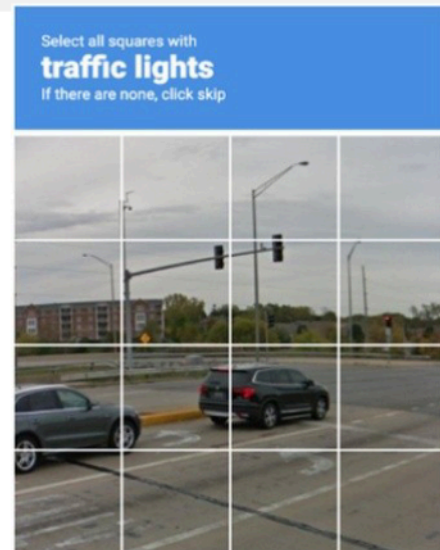 Select all squares with
traffic lights
If there are none, click skip